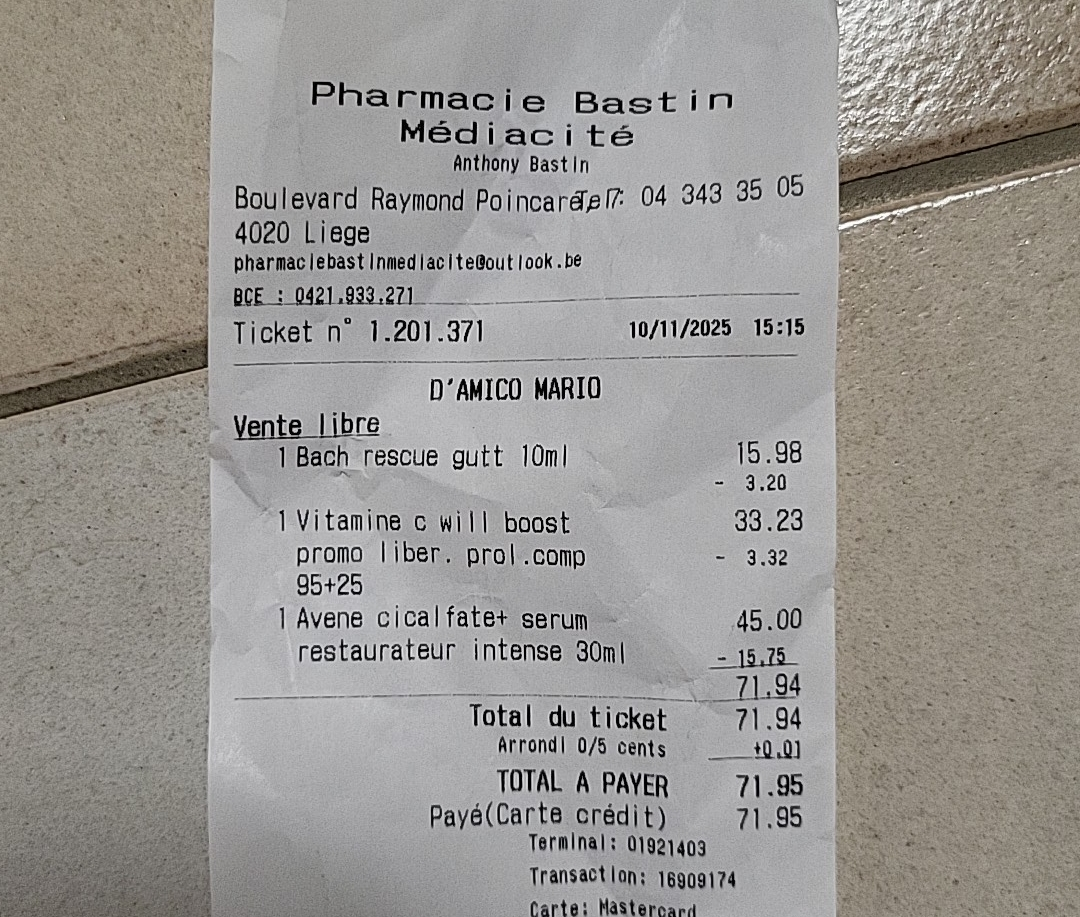 Pharmacie Bastin
Médiacité
Anthony Bastin
Boulevard Raymond Poincaré 7 Tel: 04 343 35 05
4020 Liege
pharmaciebastinmediacite@outlook.be
BCE : 0421.933.271
Ticket n° 1.201.371 10/11/2025 15:15
D'AMICO MARIO
Vente libre
1 Bach rescue gutt 10ml 15.98
- 3.20
1 Vitamine c will boost 33.23
promo liber. prol.comp - 3.32
95+25
1 Avene cicalfate+ serum 45.00
restaurateur intense 30ml - 15.75
71.94
Total du ticket 71.94
Arrondi 0/5 cents +0.01
TOTAL A PAYER 71.95
Payé(Carte crédit) 71.95
Terminal: 01921403
Transaction: 16909174
Carte: Mastercard